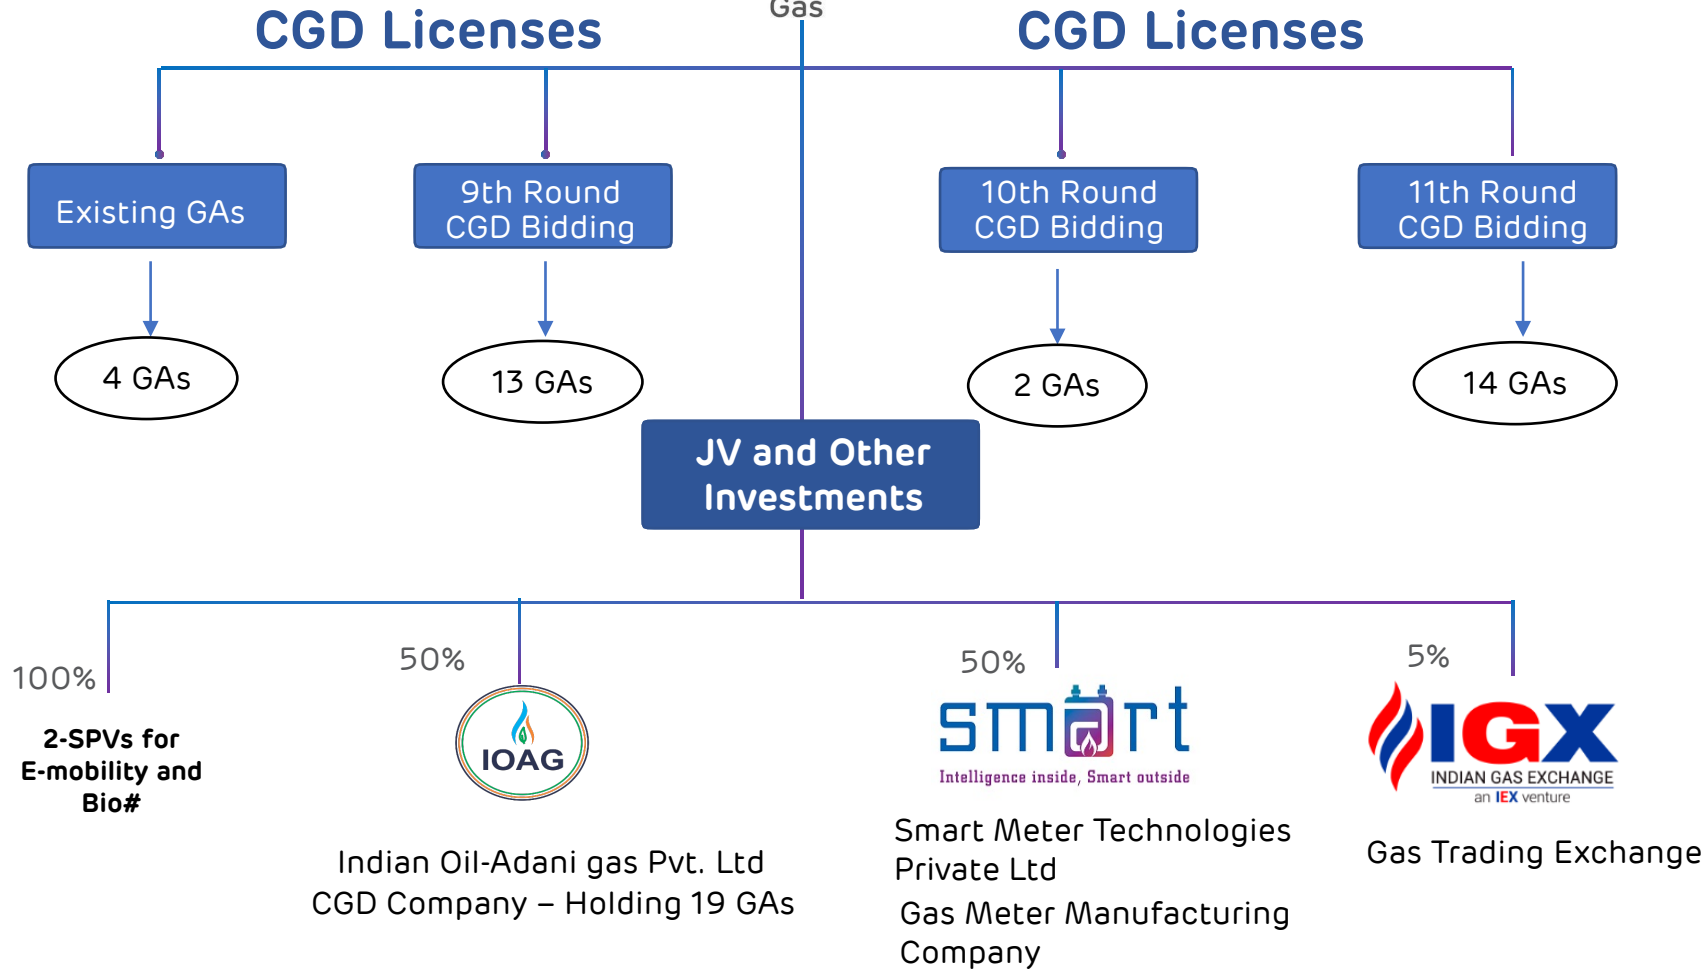 Gas
CGD Licenses
CGD Licenses
Existing GAs
9th Round
CGD Bidding
10th Round
CGD Bidding
11th Round
CGD Bidding
4 GAs
13 GAs
2 GAs
14 GAs
JV and Other
Investments
100%
2-SPVs for
E-mobility and
Bio#
50%
IOAG
Indian Oil-Adani gas Pvt. Ltd
CGD Company – Holding 19 GAs
50%
smart
Intelligence inside, Smart outside
Smart Meter Technologies
Private Ltd
Gas Meter Manufacturing
Company
5%
IGX
INDIAN GAS EXCHANGE
an IEX venture
Gas Trading Exchange